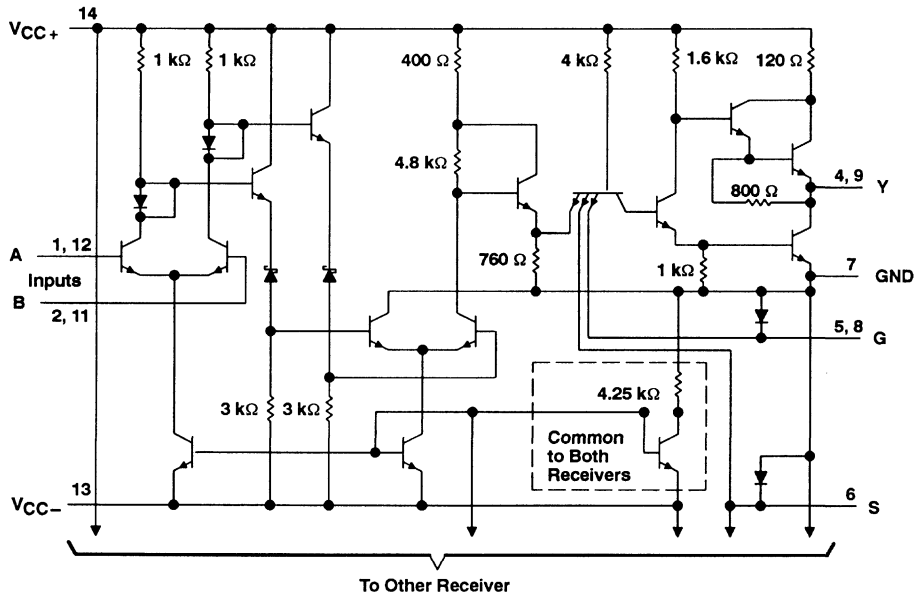 V CC+
14
1 kΩ
1 kΩ
400 Ω
4 kΩ
1.6 kΩ
120 Ω
4.8 kΩ
4, 9
Y
800 Ω
A
1, 12
Inputs
B
2, 11
760 Ω
1 kΩ
7
GND
5, 8
G
3 kΩ
3 kΩ
4.25 kΩ
Common
to Both
Receivers
V CC–
13
6
S
To Other Receiver